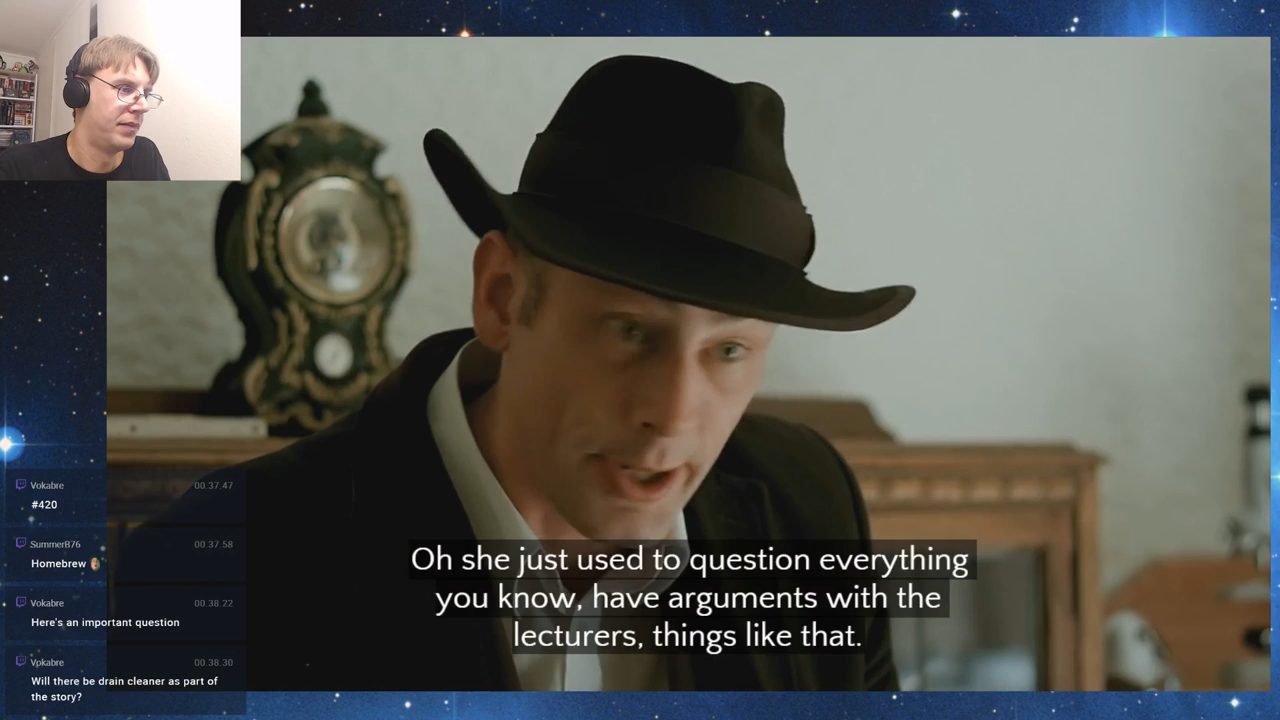 Vokabre 00.37.47
#420
SummerB76 00.37.58
Homebrew
Vokabre 00.38.22
Here's an important question
Vokabre 00.38.30
Will there be drain cleaner as part of
the story?
Oh she just used to question everything
you know, have arguments with the
lecturers, things like that.